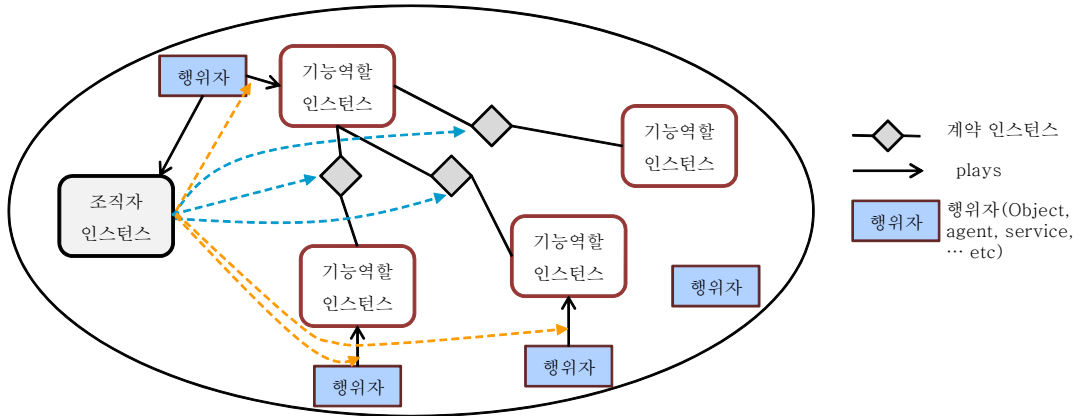 행위자
기능역할
인스턴스
기능역할
인스턴스
조직자
인스턴스
기능역할
인스턴스
기능역할
인스턴스
행위자
행위자
행위자
계약 인스턴스
plays
행위자
행위자(Object,
agent, service,
… etc)